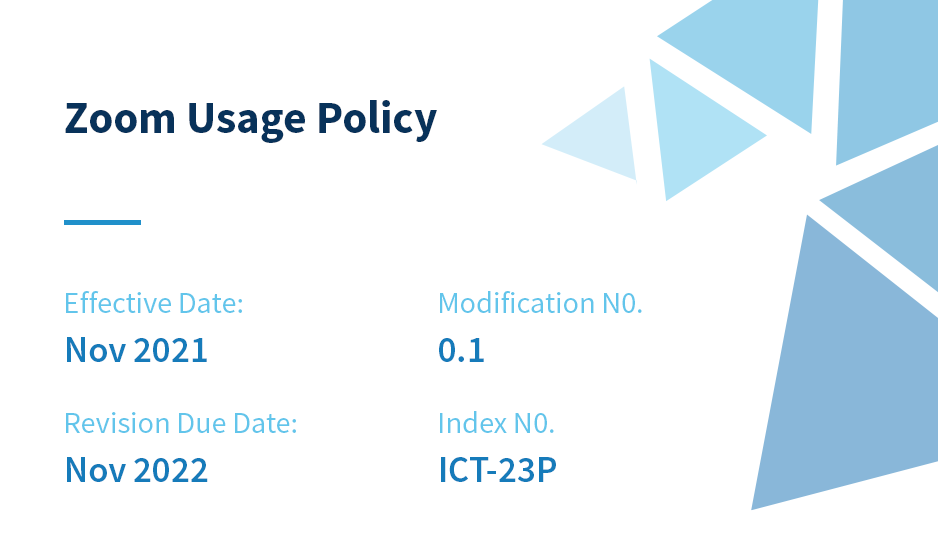 Zoom Usage Policy
Effective Date:
Nov 2021
Modification N0.
0.1
Revision Due Date:
Nov 2022
Index N0.
ICT-23P